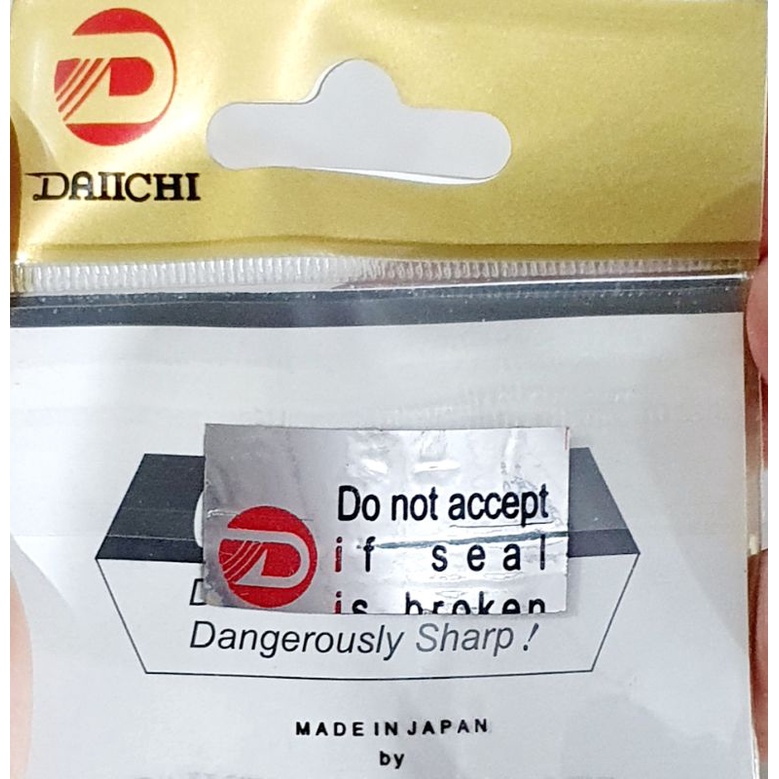 DAIICHI
Do not accept
if seal
is broken
Dangerously Sharp!
MADE IN JAPAN
by